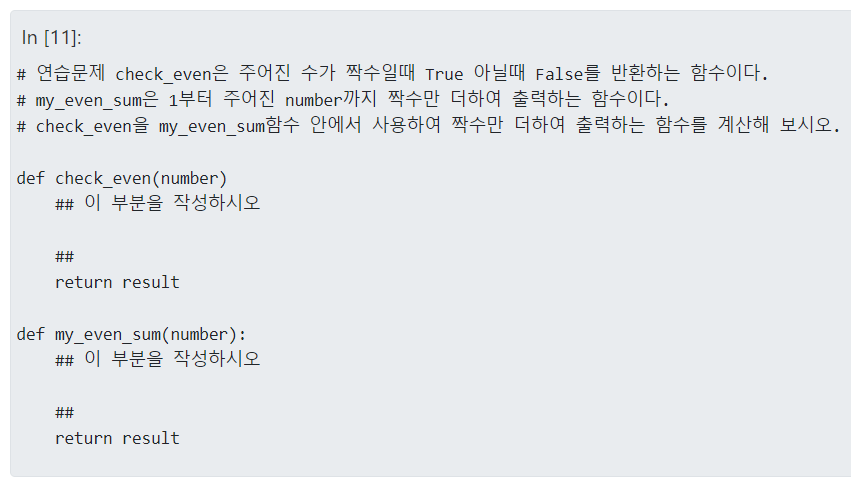 In [11]:
# 연습문제 check_even은 주어진 수가 짝수일때 True 아닐때 False를 반환하는 함수이다.
# my_even_sum은 1부터 주어진 number까지 짝수만 더하여 출력하는 함수이다.
# check_even을 my_even_sum함수 안에서 사용하여 짝수만 더하여 출력하는 함수를 계산해 보시오.
def check_even(number)
## 이 부분을 작성하시오
##
return result
def my_even_sum(number):
## 이 부분을 작성하시오
##
return result